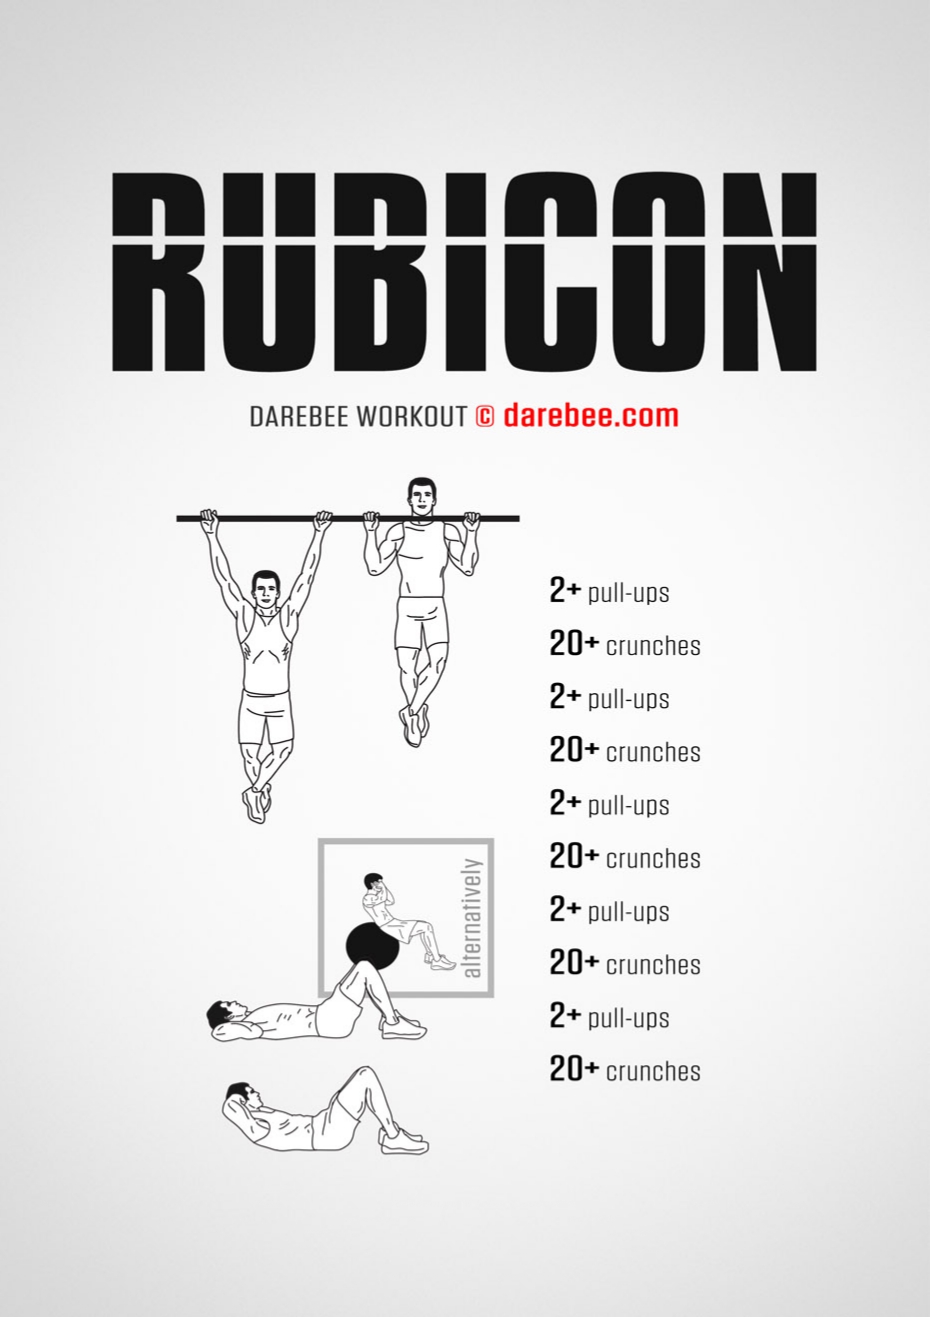 RUBICON
DAREBEE WORKOUT © darebee.com
2+ pull-ups
20+ crunches
2+ pull-ups
20+ crunches
2+ pull-ups
20+ crunches
2+ pull-ups
20+ crunches
2+ pull-ups
20+ crunches
alternatively